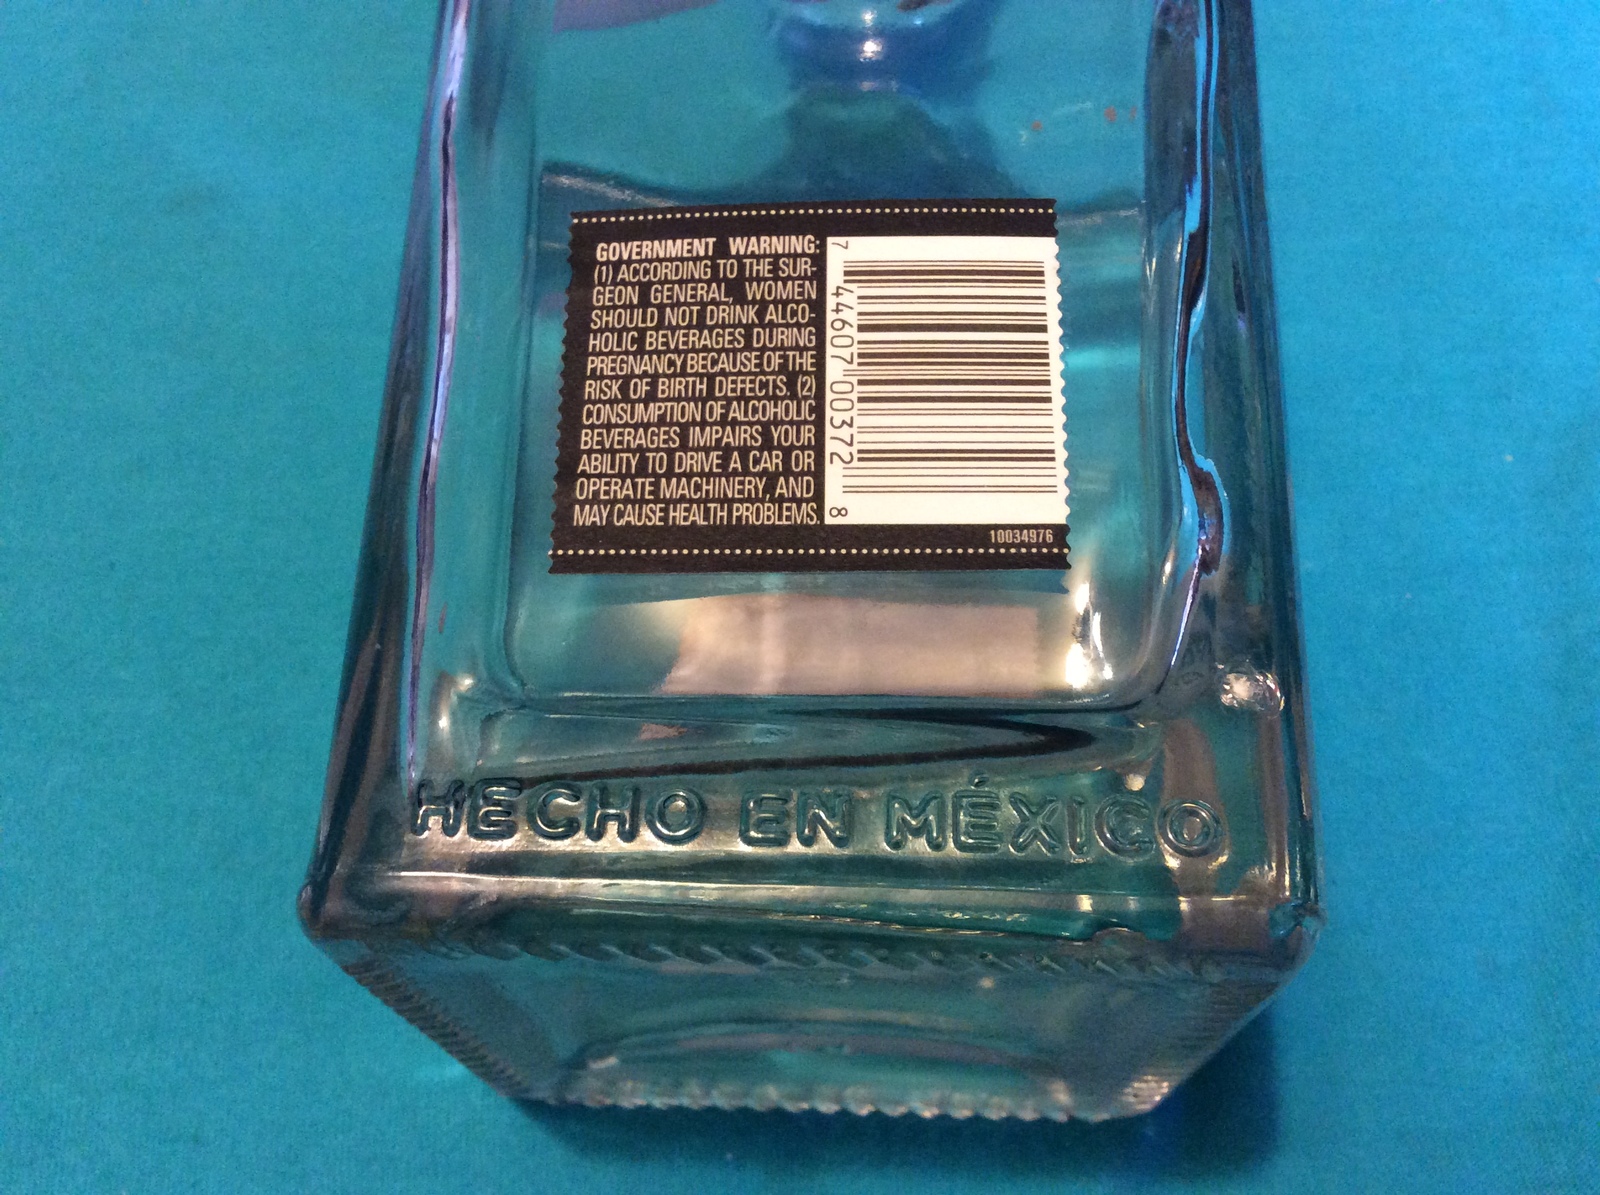 GOVERNMENT WARNING:
(1) ACCORDING TO THE SUR-
GEON GENERAL, WOMEN
SHOULD NOT DRINK ALCO-
HOLIC BEVERAGES DURING
PREGNANCY BECAUSE OF THE
RISK OF BIRTH DEFECTS. (2)
CONSUMPTION OF ALCOHOLIC
BEVERAGES IMPAIRS YOUR
ABILITY TO DRIVE A CAR OR
OPERATE MACHINERY, AND
MAY CAUSE HEALTH PROBLEMS.
7 44607 00372 8
10034976
HECHO EN MÉXICO